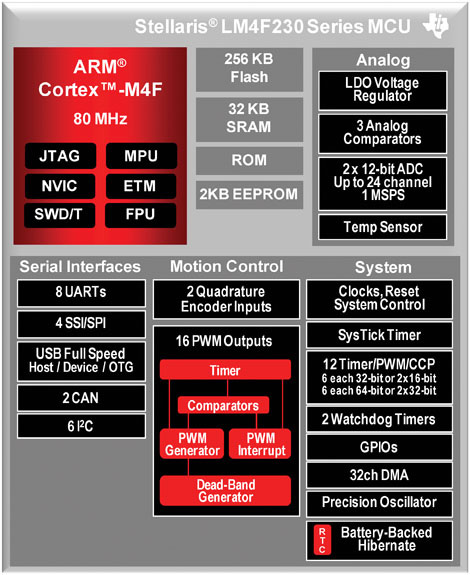 Stellaris® LM4F230 Series MCU
ARM®
Cortex™-M4F
80 MHz
JTAG
MPU
NVIC
ETM
SWD/T
FPU
256 KB
Flash
32 KB
SRAM
ROM
2KB EEPROM
Analog
LDO Voltage
Regulator
3 Analog
Comparators
2 x 12-bit ADC
Up to 24 channel
1 MSPS
Temp Sensor
Serial Interfaces
8 UARTs
4 SSI/SPI
USB Full Speed
Host / Device / OTG
2 CAN
6 I²C
Motion Control
2 Quadrature
Encoder Inputs
16 PWM Outputs
Timer
Comparators
PWM
Generator
PWM
Interrupt
Dead-Band
Generator
System
Clocks, Reset
System Control
SysTick Timer
12 Timer/PWM/CCP
6 each 32-bit or 2x16-bit
6 each 64-bit or 2x32-bit
2 Watchdog Timers
GPIOs
32ch DMA
Precision Oscillator
RTC
Battery-Backed
Hibernate